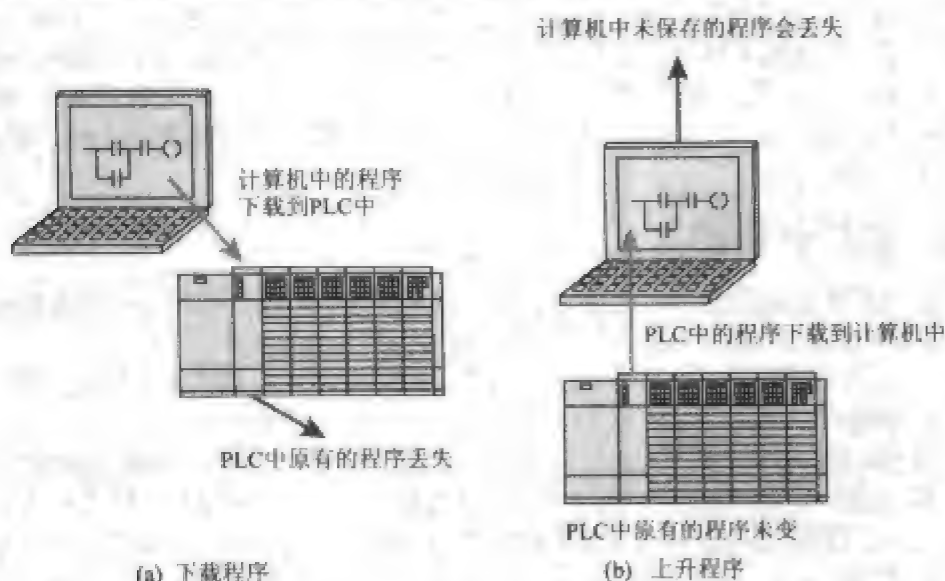 计算机中未保存的程序会丢失
计算机中的程序
下载到PLC中
PLC中的程序下载到计算机中
PLC中原有的程序丢失
PLC中原有的程序未变
(a) 下载程序
(b) 上升程序